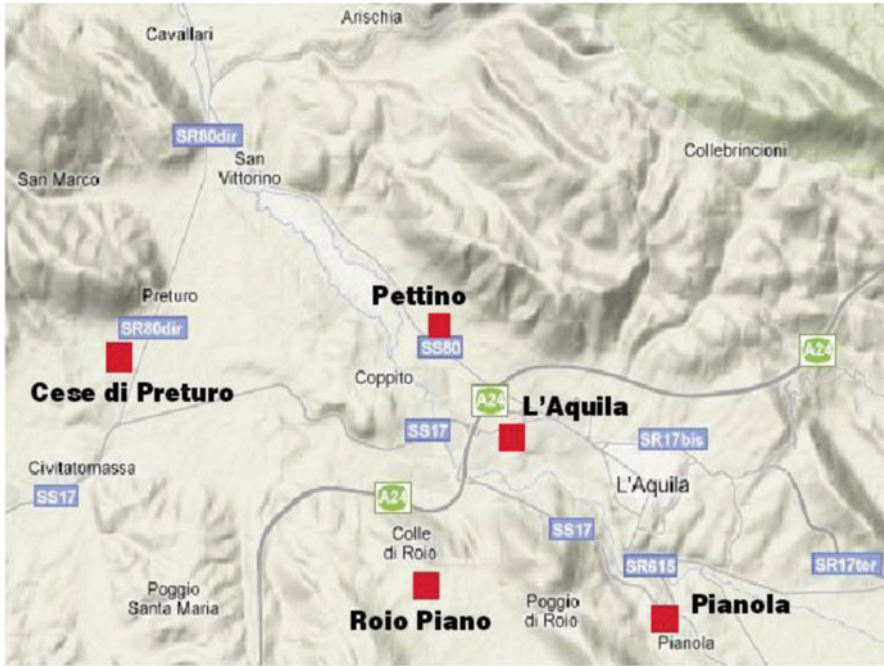 Arischia
Cavallari
SR80dir
San
Vittorino
Collebrincioni
San Marco
Preturo
Pettino
SR80dir
SS80
A24
Coppito
Cese di Preturo
A24
L'Aquila
SS17
SR17bis
Civitatomassa
L'Aquila
SS17
A24
SS17
Colle
di Roio
SR615
SR17ter
Poggio
Santa Maria
Roio Piano
Poggio
di Roio
Pianola
Pianola